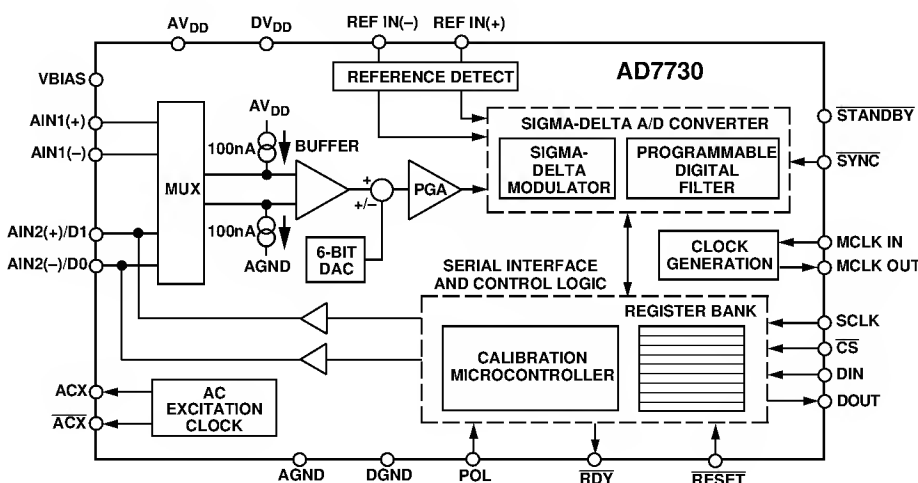 AVDD
DVDD
REF IN(–)
REF IN(+)
AD7730
REFERENCE DETECT
VBIAS
AIN1(+)
AIN1(–)
AIN2(+)/D1
AIN2(–)/D0
MUX
AVDD
100nA
BUFFER
100nA
AGND
+
+/–
6-BIT
DAC
PGA
SIGMA-DELTA A/D CONVERTER
SIGMA-
DELTA
MODULATOR
PROGRAMMABLE
DIGITAL
FILTER
STANDBY
SYNC
CLOCK
GENERATION
MCLK IN
MCLK OUT
SERIAL INTERFACE
AND CONTROL LOGIC
REGISTER BANK
CALIBRATION
MICROCONTROLLER
SCLK
CS
DIN
DOUT
ACX
ACX
AC
EXCITATION
CLOCK
AGND
DGND
POL
RDY
RESET